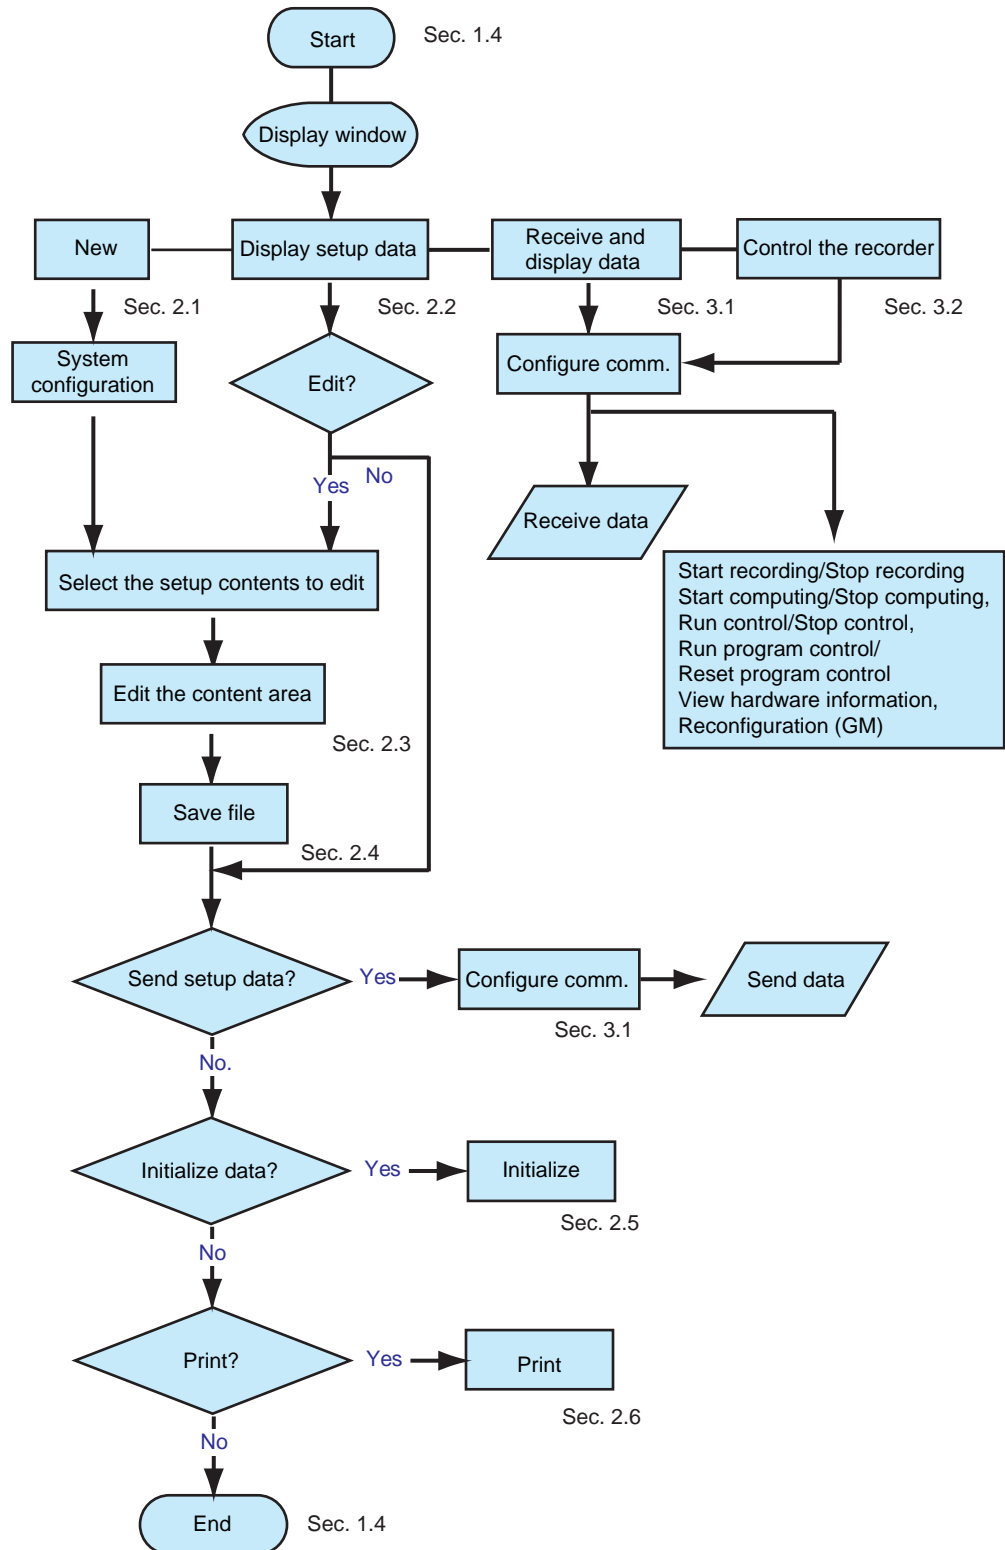 Start
Sec. 1.4
Display window
New
Display setup data
Receive and
display data
Control the recorder
Sec. 2.1
Sec. 2.2
Sec. 3.1
Sec. 3.2
System
configuration
Edit?
Configure comm.
Yes
No
Receive data
Select the setup contents to edit
Start recording/Stop recording
Start computing/Stop computing,
Run control/Stop control,
Run program control/
Reset program control
View hardware information,
Reconfiguration (GM)
Edit the content area
Sec. 2.3
Save file
Sec. 2.4
Send setup data?
Yes
Configure comm.
Send data
Sec. 3.1
No.
Initialize data?
Yes
Initialize
Sec. 2.5
No
Print?
Yes
Print
Sec. 2.6
No
End
Sec. 1.4